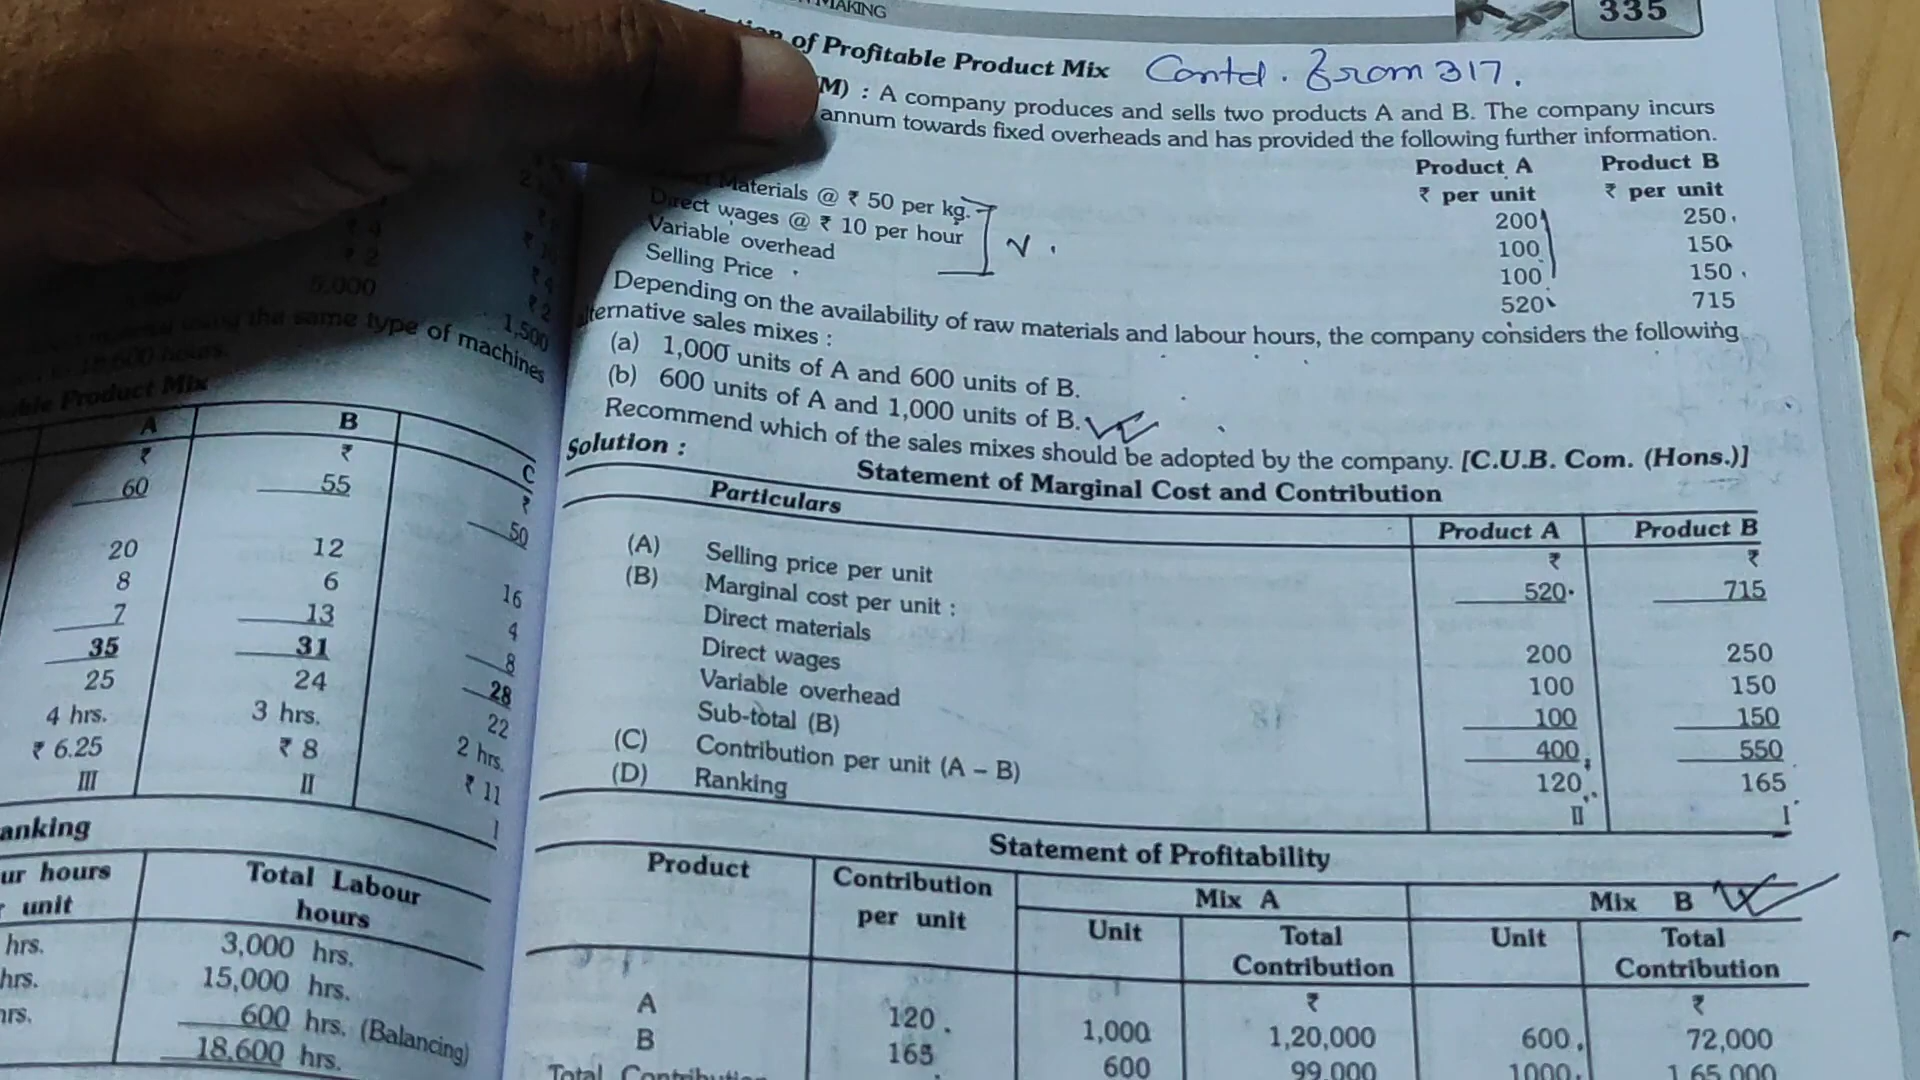 MAKING
335
of Profitable Product Mix Contd. from 317.
M) : A company produces and sells two products A and B. The company incurs
annum towards fixed overheads and has provided the following further information.
Product A Product B
₹ per unit ₹ per unit
Materials @ ₹ 50 per kg. 200 250
Direct wages @ ₹ 10 per hour 100 150
Variable overhead 100 150
Selling Price 520 715
Depending on the availability of raw materials and labour hours, the company considers the following
alternative sales mixes :
(a) 1,000 units of A and 600 units of B.
(b) 600 units of A and 1,000 units of B.
Recommend which of the sales mixes should be adopted by the company. [C.U.B. Com. (Hons.)]
Solution :
Statement of Marginal Cost and Contribution
Particulars Product A Product B
₹ ₹
(A) Selling price per unit 520 715
(B) Marginal cost per unit :
Direct materials 200 250
Direct wages 100 150
Variable overhead 100 150
Sub-total (B) 400 550
(C) Contribution per unit (A – B) 120 165
(D) Ranking II I
Statement of Profitability
Product Contribution per unit Mix A Mix B
Unit Total Contribution Unit Total Contribution
₹ ₹
A 120 1,000 1,20,000 600 72,000
B 165 600 99,000 1000 1,65,000
Total
5,000 1,500
the same type of machines
Product Mix
A B C
₹ ₹ ₹
60 55 50
20 12 16
8 6 4
7 13 8
35 31 28
25 24 22
4 hrs. 3 hrs. 2 hrs.
₹ 6.25 ₹ 8 ₹ 11
III II I
anking
ur hours Total Labour
unit hours
hrs. 3,000 hrs.
hrs. 15,000 hrs.
hrs. 600 hrs. (Balancing)
18,600 hrs.